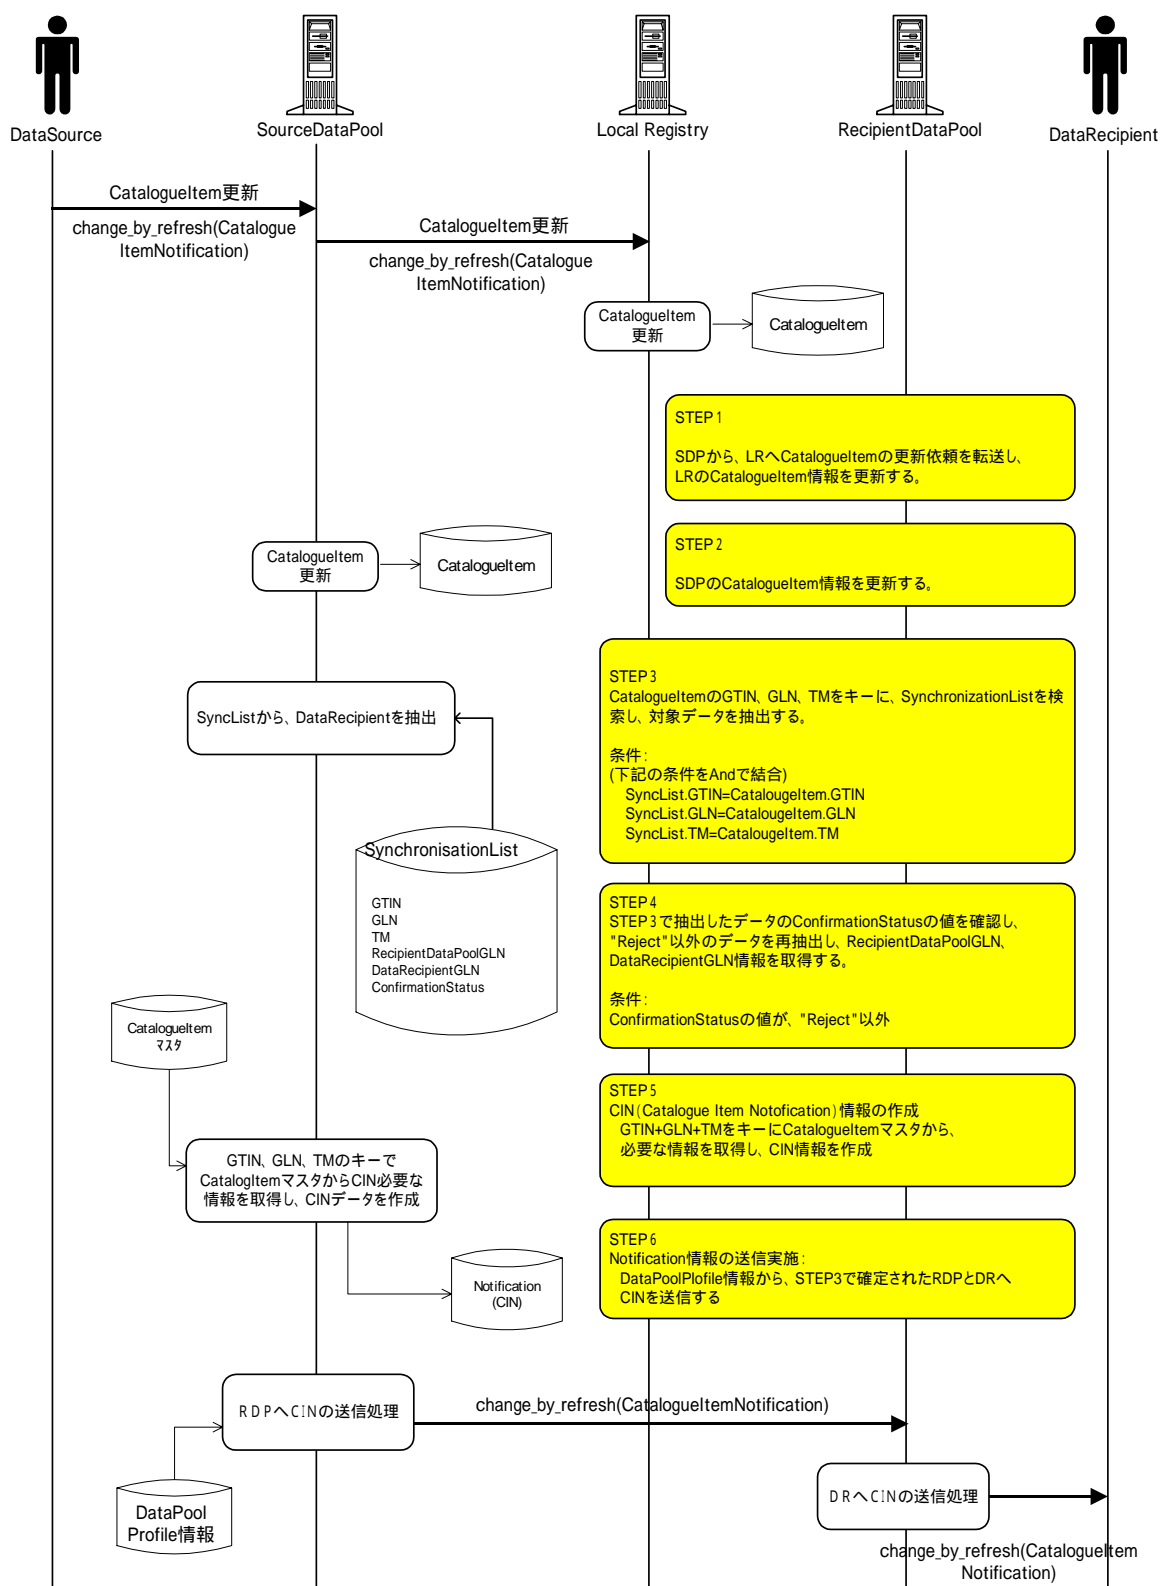 DataSource
SourceDataPool
Local Registry
RecipientDataPool
DataRecipient
CatalogueItem更新
change_by_refresh(Catalogue
ItemNotification)
CatalogueItem更新
change_by_refresh(Catalogue
ItemNotification)
CatalogueItem
更新
CatalogueItem
STEP1
SDPから、LRへCatalogueItemの更新依頼を転送し、
LRのCatalogueItem情報を更新する。
STEP2
SDPのCatalogueItem情報を更新する。
CatalogueItem
更新
CatalogueItem
STEP3
CatalogueItemのGTIN、GLN、TMをキーに、SynchronizationListを検
索し、対象データを抽出する。
条件:
(下記の条件をAndで結合)
SyncList.GTIN=CatalougeItem.GTIN
SyncList.GLN=CatalougeItem.GLN
SyncList.TM=CatalougeItem.TM
SyncListから、DataRecipientを抽出
SynchronisationList
GTIN
GLN
TM
RecipientDataPoolGLN
DataRecipientGLN
ConfirmationStatus
STEP4
STEP3で抽出したデータのConfirmationStatusの値を確認し、
"Reject"以外のデータを再抽出し、RecipientDataPoolGLN、
DataRecipientGLN情報を取得する。
条件:
ConfirmationStatusの値が、"Reject"以外
CatalogueItem
マスタ
STEP5
CIN(Catalogue Item Notofication)情報の作成
GTIN+GLN+TMをキーにCatalogueItemマスタから、
必要な情報を取得し、CIN情報を作成
GTIN、GLN、TMのキーで
CatalogItemマスタからCIN必要な
情報を取得し、CINデータを作成
STEP6
Notification情報の送信実施:
DataPoolPlofile情報から、STEP3で確定されたRDPとDRへ
CINを送信する
Notification
(CIN)
RDPへCINの送信処理
change_by_refresh(CatalogueItemNotification)
DataPool
Profile情報
DRへCINの送信処理
change_by_refresh(CatalogueItem
Notification)